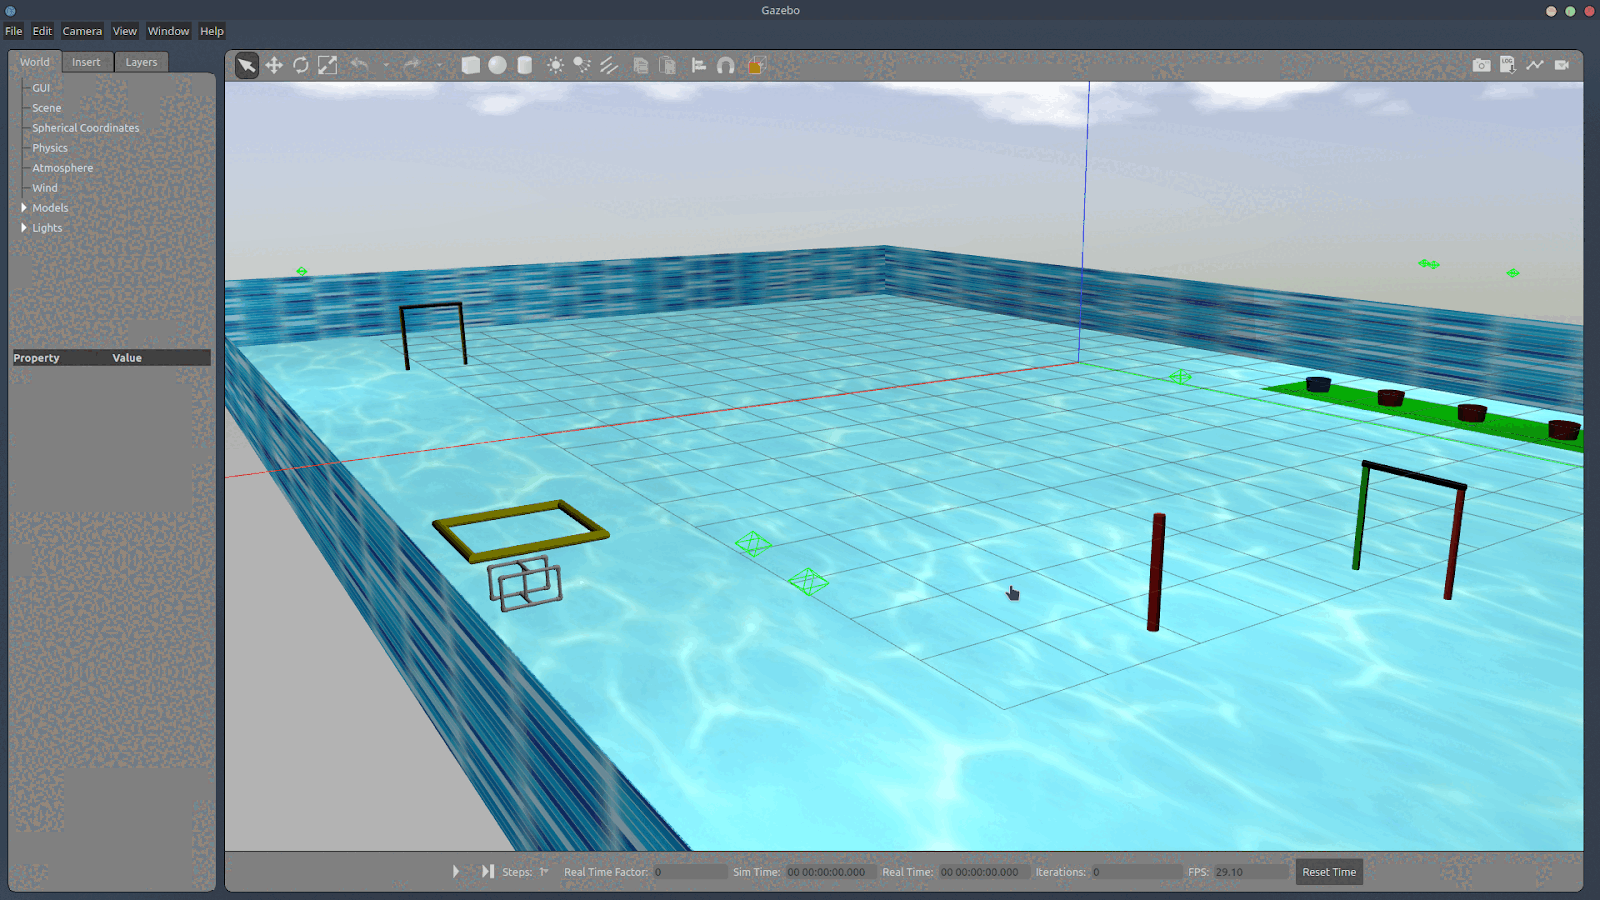 Gazebo
File Edit Camera View Window Help
World Insert Layers
GUI
Scene
Spherical Coordinates
Physics
Atmosphere
Wind
Models
Lights
Property Value
LOG
Steps: 1 Real Time Factor: 0 Sim Time: 00 00:00:00.000 Real Time: 00 00:00:00.000 Iterations: 0 FPS: 29.10 Reset Time